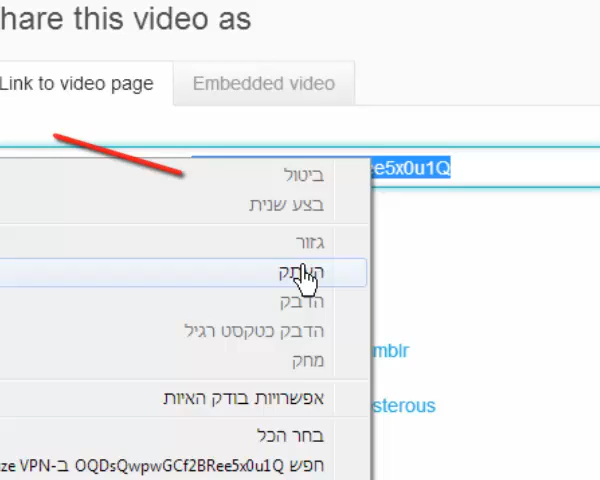 hare this video as
Link to video page
Embedded video
ee5x0u1Q
ביטול
בצע שנית
גזור
העתק
הדבק
הדבק כטקסט רגיל
מחק
mblr
אפשרויות בודק האיות
sterous
בחר הכל
חפש OQDsQwpwGCf2BRee5x0u1Q ב-ze VPN